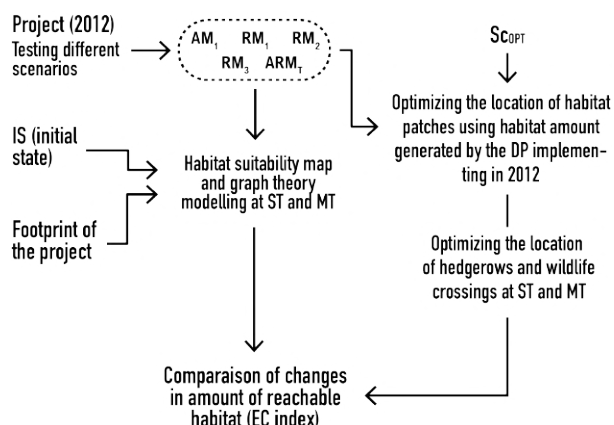 Project (2012)
Testing different
scenarios
AM1 RM1 RM2
RM3 ARMT
ScOPT
Optimizing the location of habitat
patches using habitat amount
generated by the DP implemen-
ting in 2012
IS (initial
state)
Habitat suitability map
and graph theory
modelling at ST and MT
Footprint of
the project
Optimizing the location
of hedgerows and wildlife
crossings at ST and MT
Comparaison of changes
in amount of reachable
habitat (EC index)